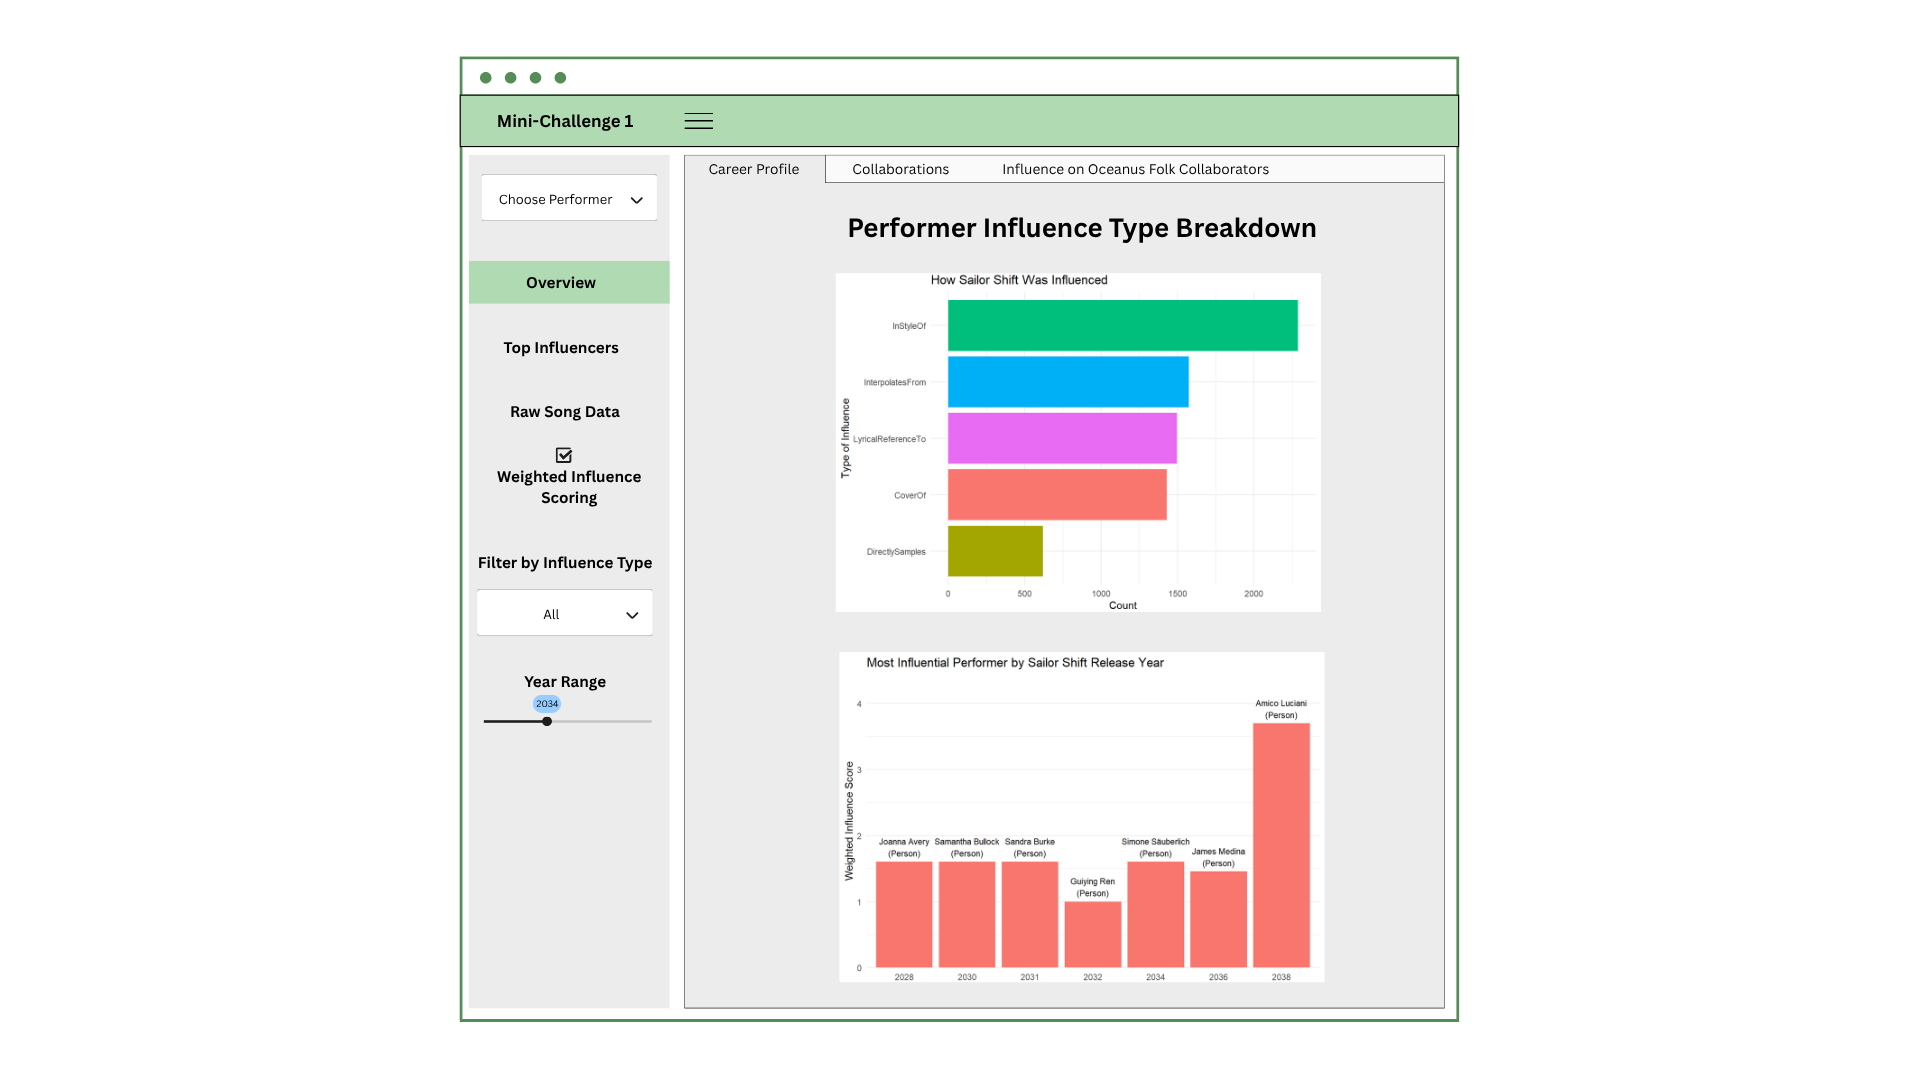 Mini-Challenge 1
Choose Performer
Overview
Top Influencers
Raw Song Data
Weighted Influence
Scoring
Filter by Influence Type
All
Year Range
2034
Career Profile
Collaborations
Influence on Oceanus Folk Collaborators
Performer Influence Type Breakdown
How Sailor Shift Was Influenced
Type of Influence
InStyleOf
InterpolatesFrom
LyricalReferenceTo
CoverOf
DirectlySamples
0 500 1000 1500 2000
Count
Most Influential Performer by Sailor Shift Release Year
Weighted Influence Score
4
3
2
1
0
Joanna Avery
(Person)
Samantha Bullock
(Person)
Sandra Burke
(Person)
Guiying Ren
(Person)
Simone Säuberlich
(Person)
James Medina
(Person)
Amico Luciani
(Person)
2028 2030 2031 2032 2034 2036 2038